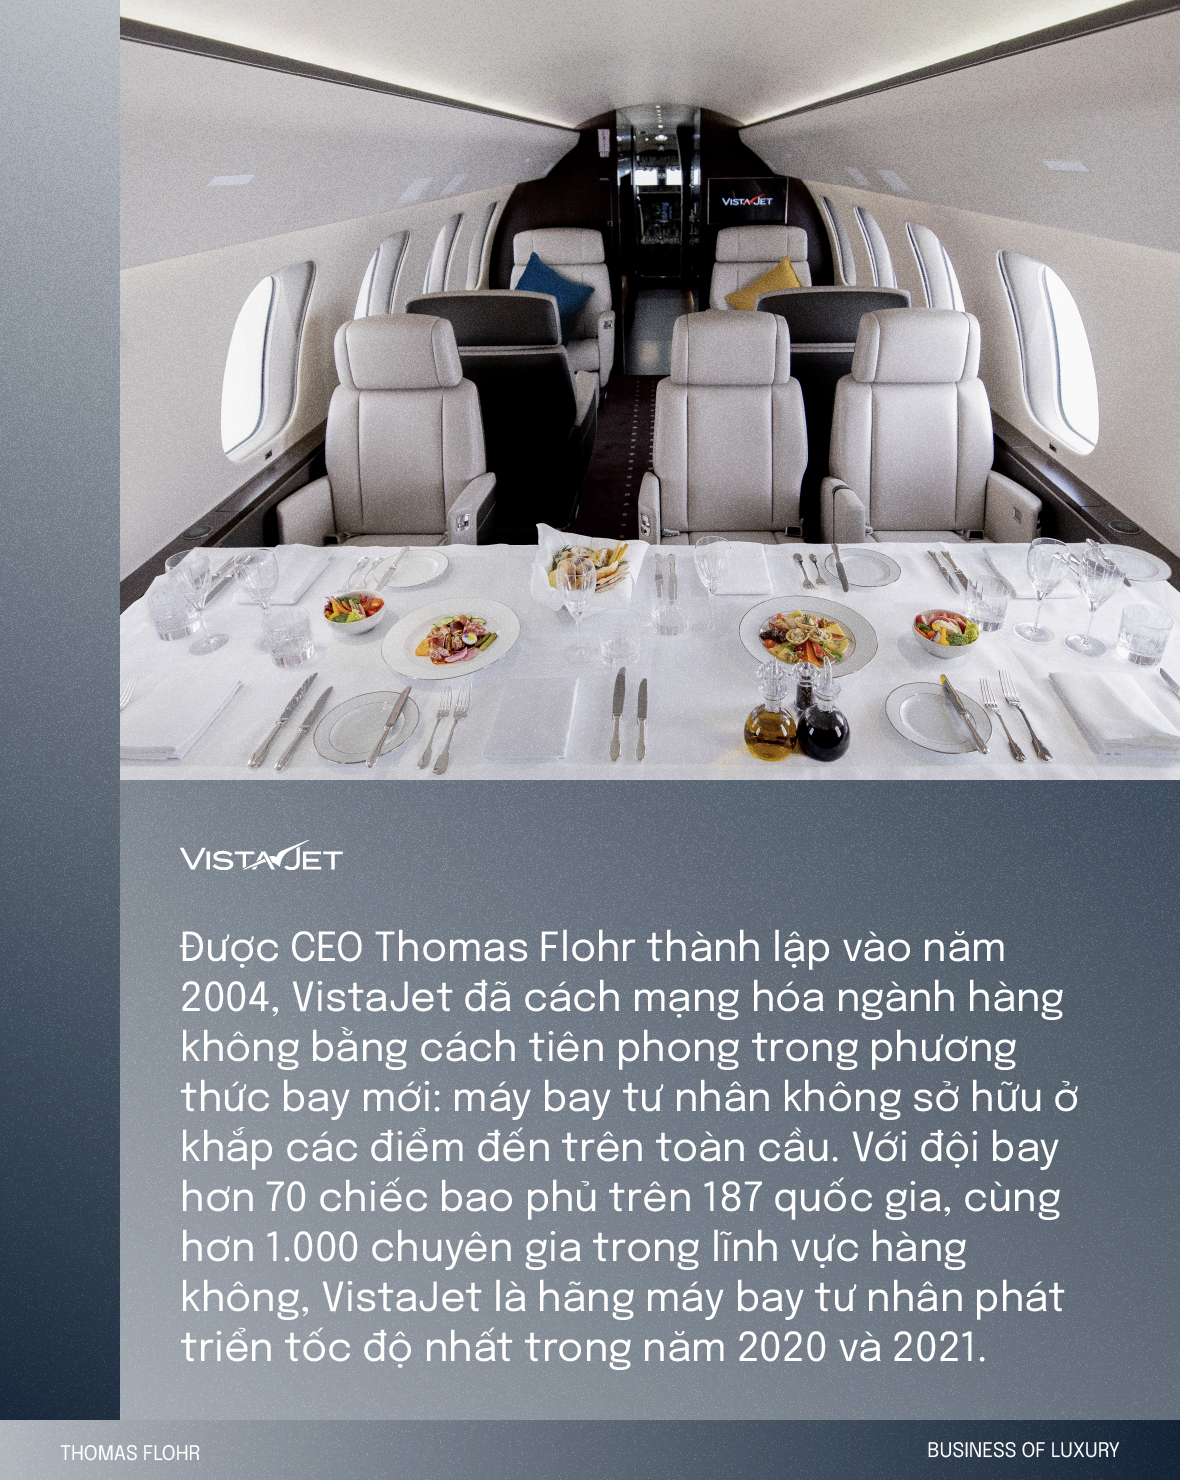 VISTAJET
VISTAJET
Được CEO Thomas Flohr thành lập vào năm
2004, VistaJet đã cách mạng hóa ngành hàng
không bằng cách tiên phong trong phương
thức bay mới: máy bay tư nhân không sở hữu ở
khắp các điểm đến trên toàn cầu. Với đội bay
hơn 70 chiếc bao phủ trên 187 quốc gia, cùng
hơn 1.000 chuyên gia trong lĩnh vực hàng
không, VistaJet là hãng máy bay tư nhân phát
triển tốc độ nhất trong năm 2020 và 2021.
THOMAS FLOHR
BUSINESS OF LUXURY